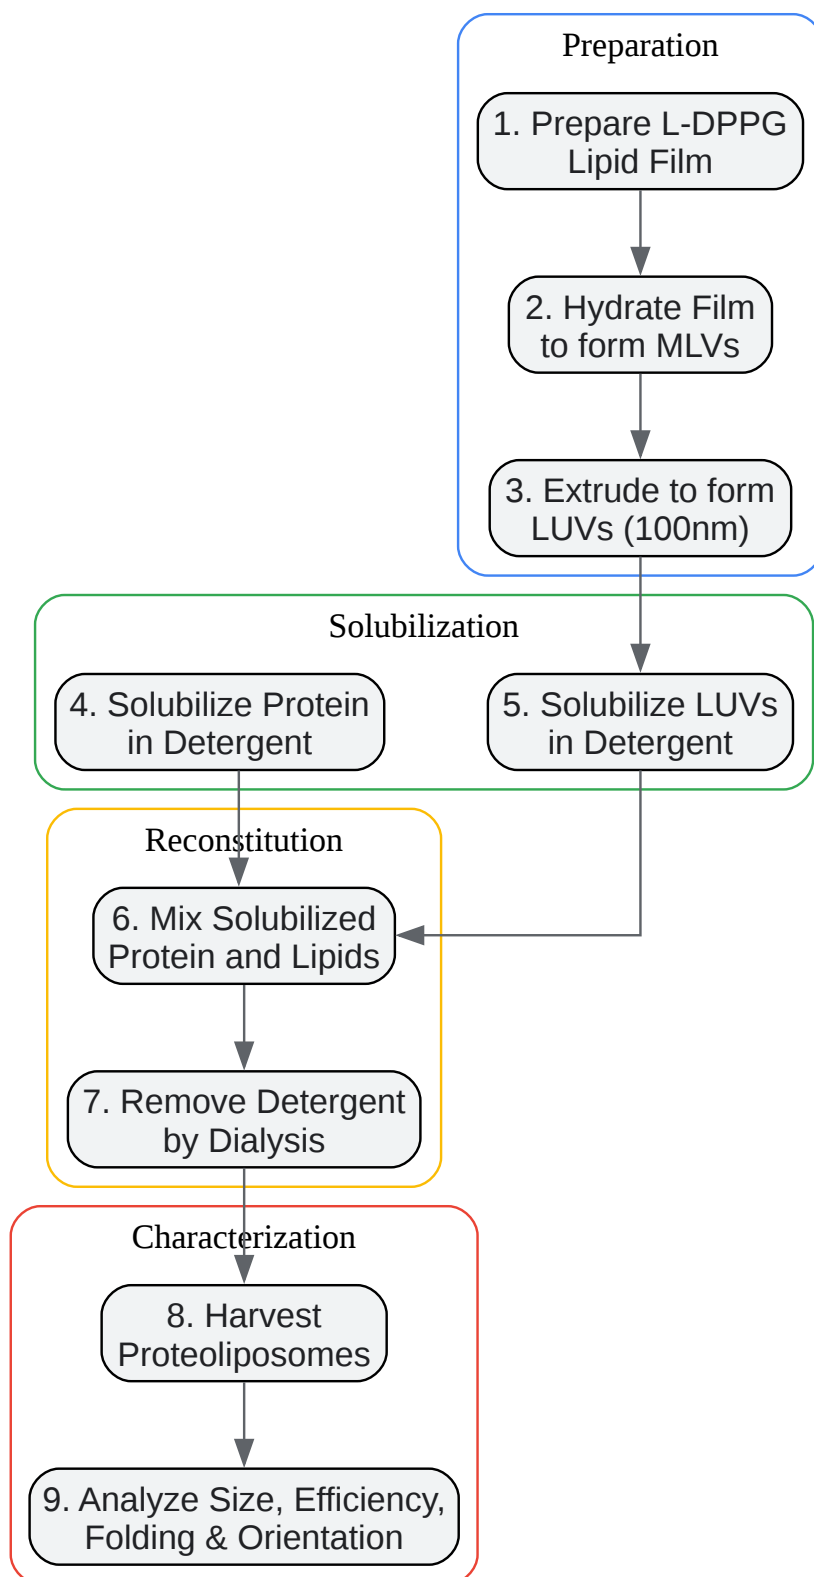 Preparation
1. Prepare L-DPPG
Lipid Film
2. Hydrate Film
to form MLVs
3. Extrude to form
LUVs (100nm)
Solubilization
4. Solubilize Protein
in Detergent
5. Solubilize LUVs
in Detergent
Reconstitution
6. Mix Solubilized
Protein and Lipids
7. Remove Detergent
by Dialysis
Characterization
8. Harvest
Proteoliposomes
9. Analyze Size, Efficiency,
Folding & Orientation